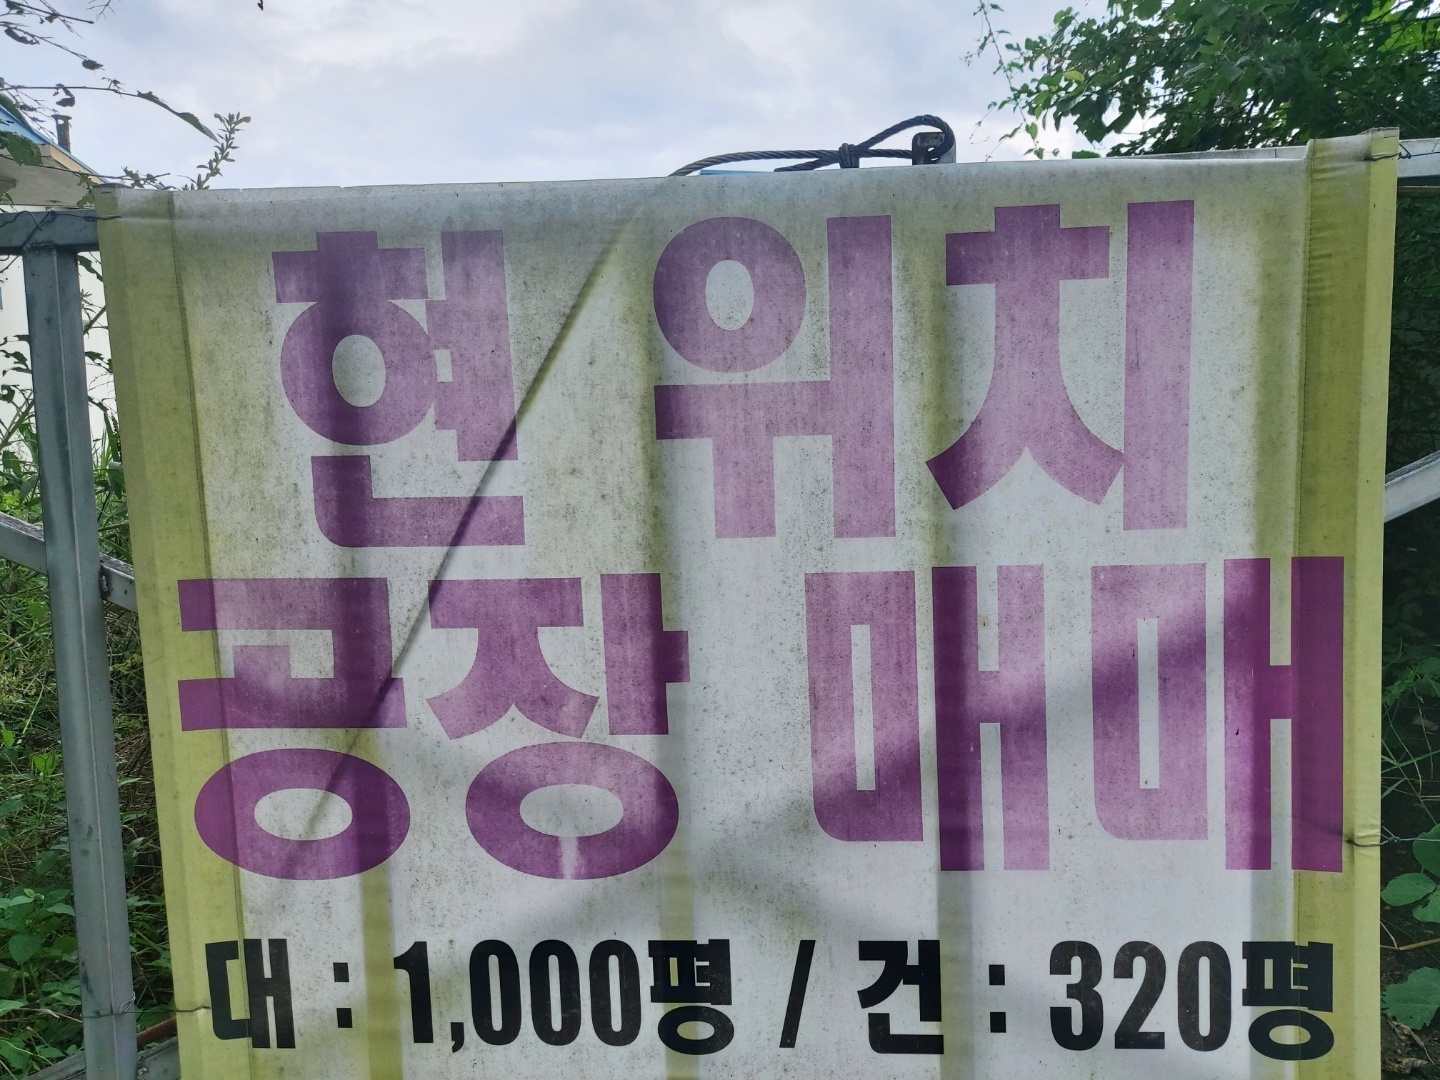 현 위치
공장 매매
대 : 1,000평 / 건 : 320평